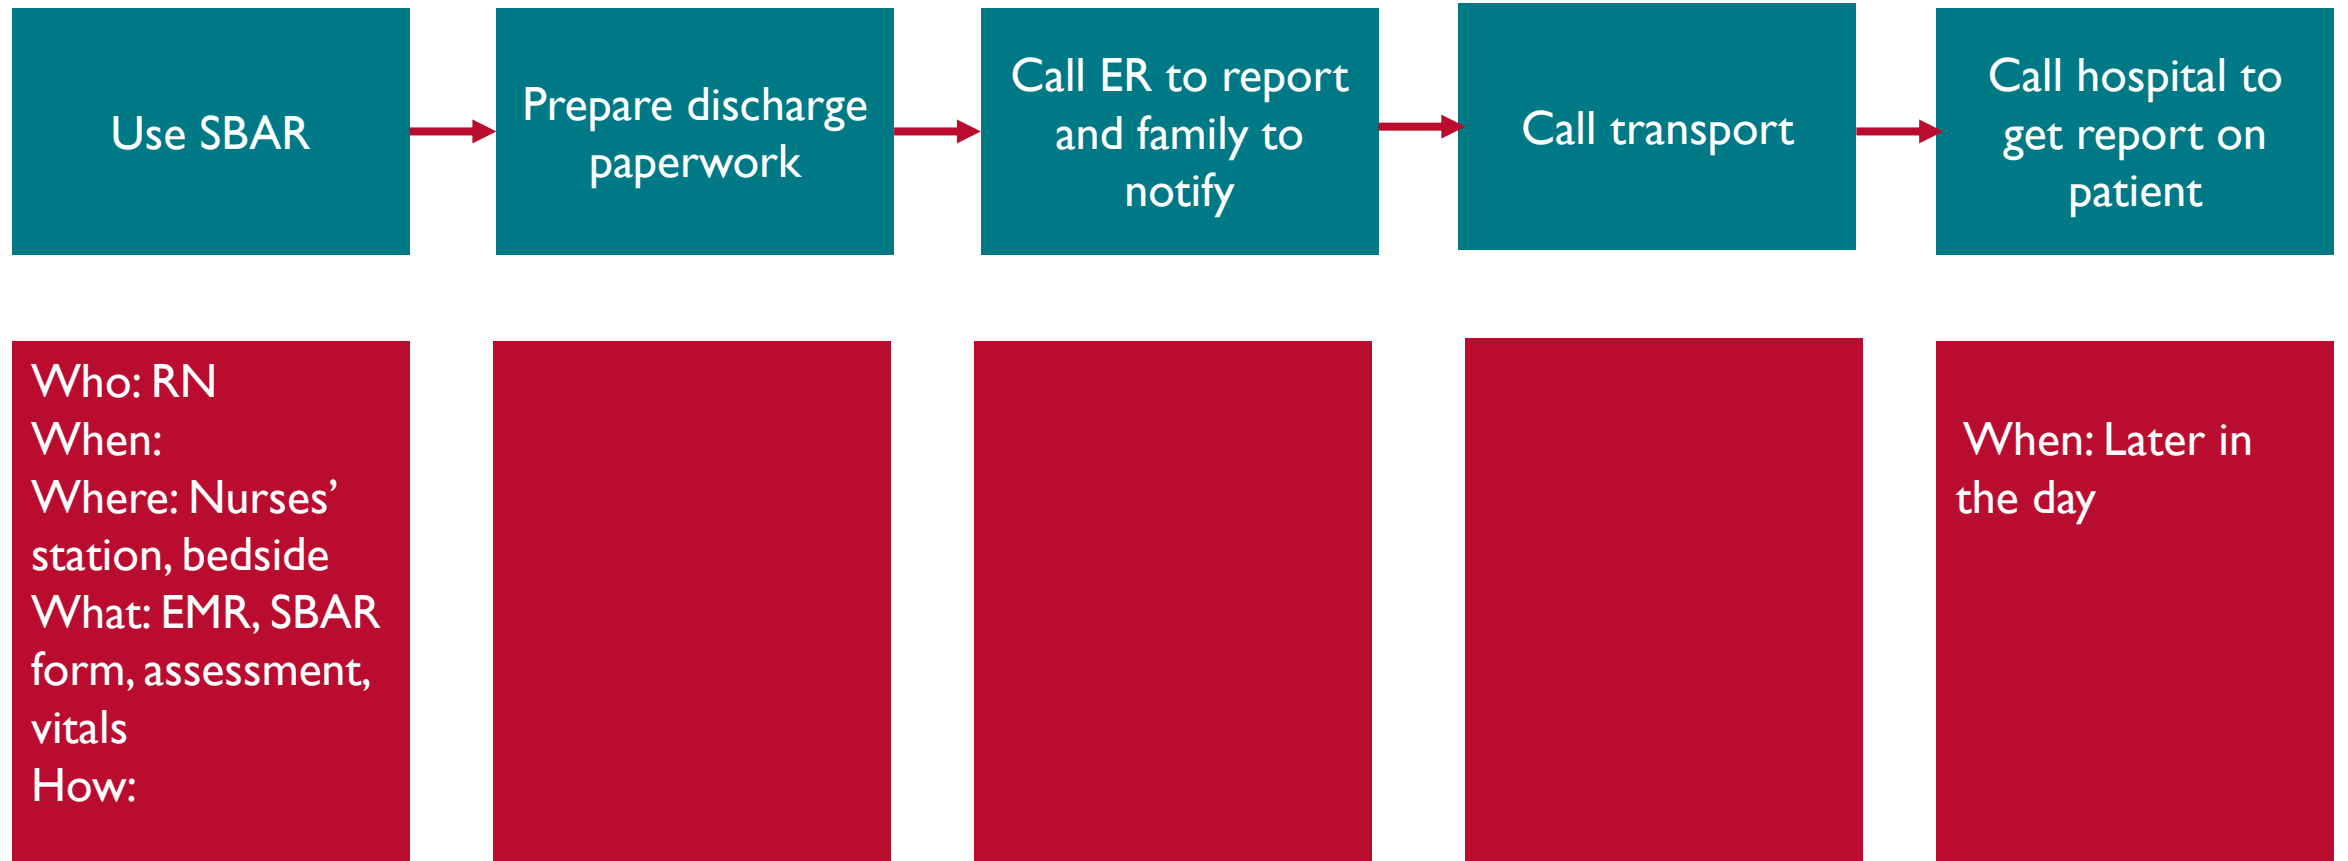 Use SBAR
Prepare discharge
paperwork
Call ER to report
and family to
notify
Call transport
Call hospital to
get report on
patient
Who: RN
When:
Where: Nurses’
station, bedside
What: EMR, SBAR
form, assessment,
vitals
How:
When: Later in
the day